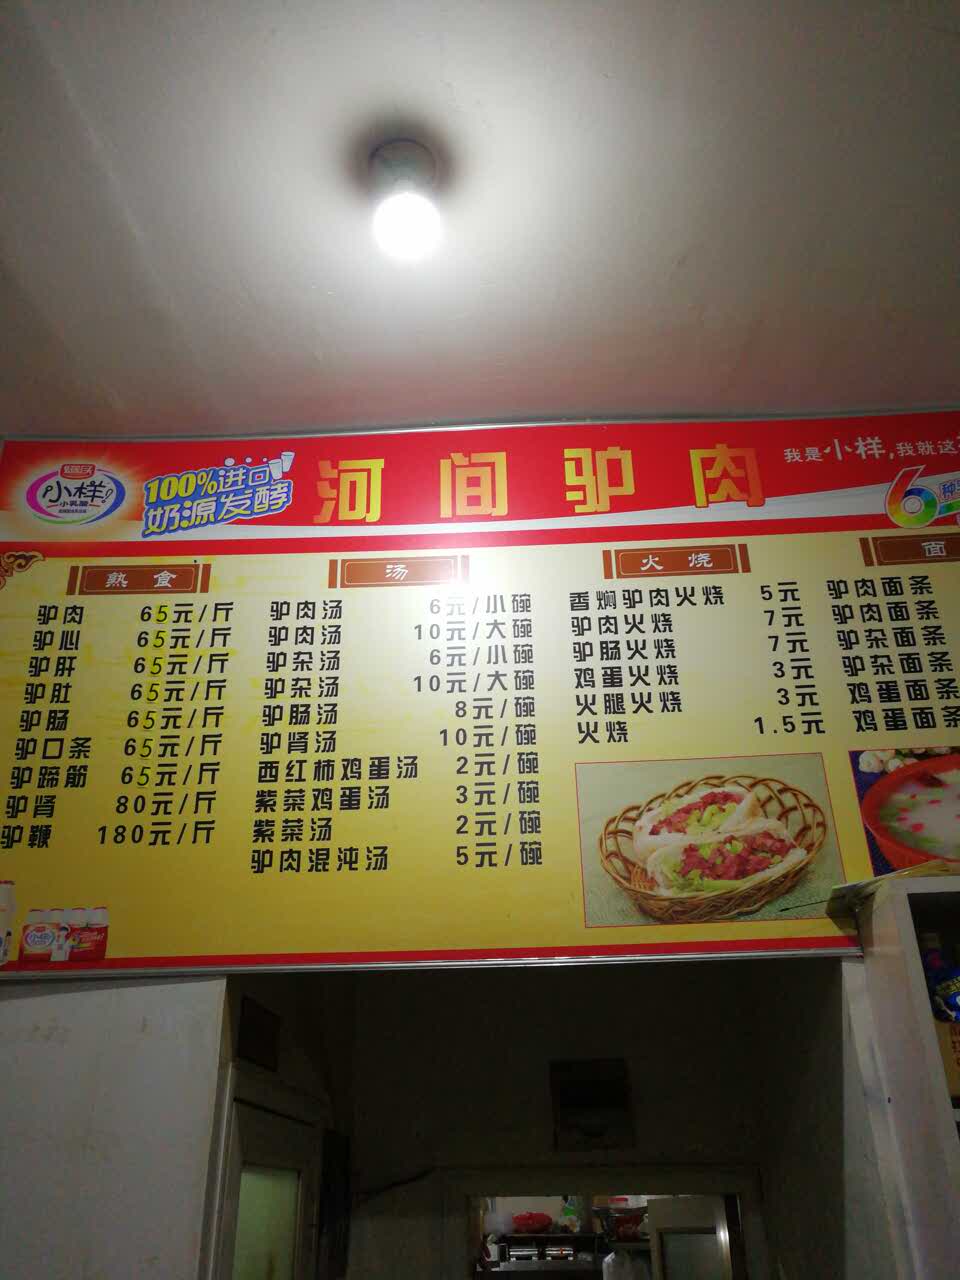 小样
小乳酸
100%进口
奶源发酵
河间驴肉
我是小样,我就这
6种
熟食
驴肉 65元/斤
驴心 65元/斤
驴肝 65元/斤
驴肚 65元/斤
驴肠 65元/斤
驴口条 65元/斤
驴蹄筋 65元/斤
驴肾 80元/斤
驴鞭 180元/斤
汤
驴肉汤 6元/小碗
驴肉汤 10元/大碗
驴杂汤 6元/小碗
驴杂汤 10元/大碗
驴肠汤 8元/碗
驴肾汤 10元/碗
西红柿鸡蛋汤 2元/碗
紫菜鸡蛋汤 3元/碗
紫菜汤 2元/碗
驴肉混沌汤 5元/碗
火烧
香焖驴肉火烧 5元
驴肉火烧 7元
驴肠火烧 7元
鸡蛋火烧 3元
火腿火烧 3元
火烧 1.5元
面
驴肉面条
驴肉面条
驴杂面条
驴杂面条
鸡蛋面条
鸡蛋面条